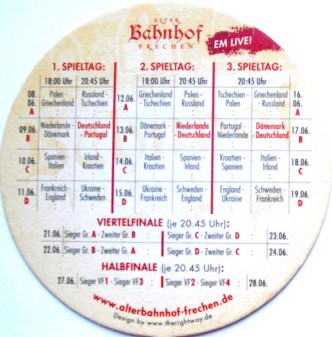 ALTER
Bahnhof
FRECHEN
EM LIVE!
1. SPIELTAG: 2. SPIELTAG: 3. SPIELTAG:
18:00 Uhr 20:45 Uhr 18:00 Uhr 20:45 Uhr 18:00 Uhr 20:45 Uhr
08.06. A Polen - Griechenland Russland - Tschechien 12.06. A Griechenland - Tschechien Polen - Russland Griechenland - Russland Tschechien - Polen 16.06. A
09.06. B Niederlande - Dänemark Deutschland - Portugal 13.06. B Dänemark - Portugal Niederlande - Deutschland Portugal - Niederlande Dänemark - Deutschland 17.06. B
10.06. C Spanien - Italien Irland - Kroatien 14.06. C Italien - Kroatien Spanien - Irland Kroatien - Spanien Italien - Irland 18.06. C
11.06. D Frankreich - England Ukraine - Schweden 15.06. D Ukraine - Frankreich Schweden - England England - Ukraine Schweden - Frankreich 19.06. D
VIERTELFINALE (je 20.45 Uhr):
21.06. Sieger Gr. A - Zweiter Gr. B Sieger Gr. C - Zweiter Gr. D 23.06.
22.06. Sieger Gr. B - Zweiter Gr. A Sieger Gr. D - Zweiter Gr. C 24.06.
HALBFINALE (je 20.45 Uhr):
27.06. Sieger VF1 - Sieger VF3 Sieger VF2 - Sieger VF4 28.06.
www.alterbahnhof-frechen.de
Design by www.therightway.de